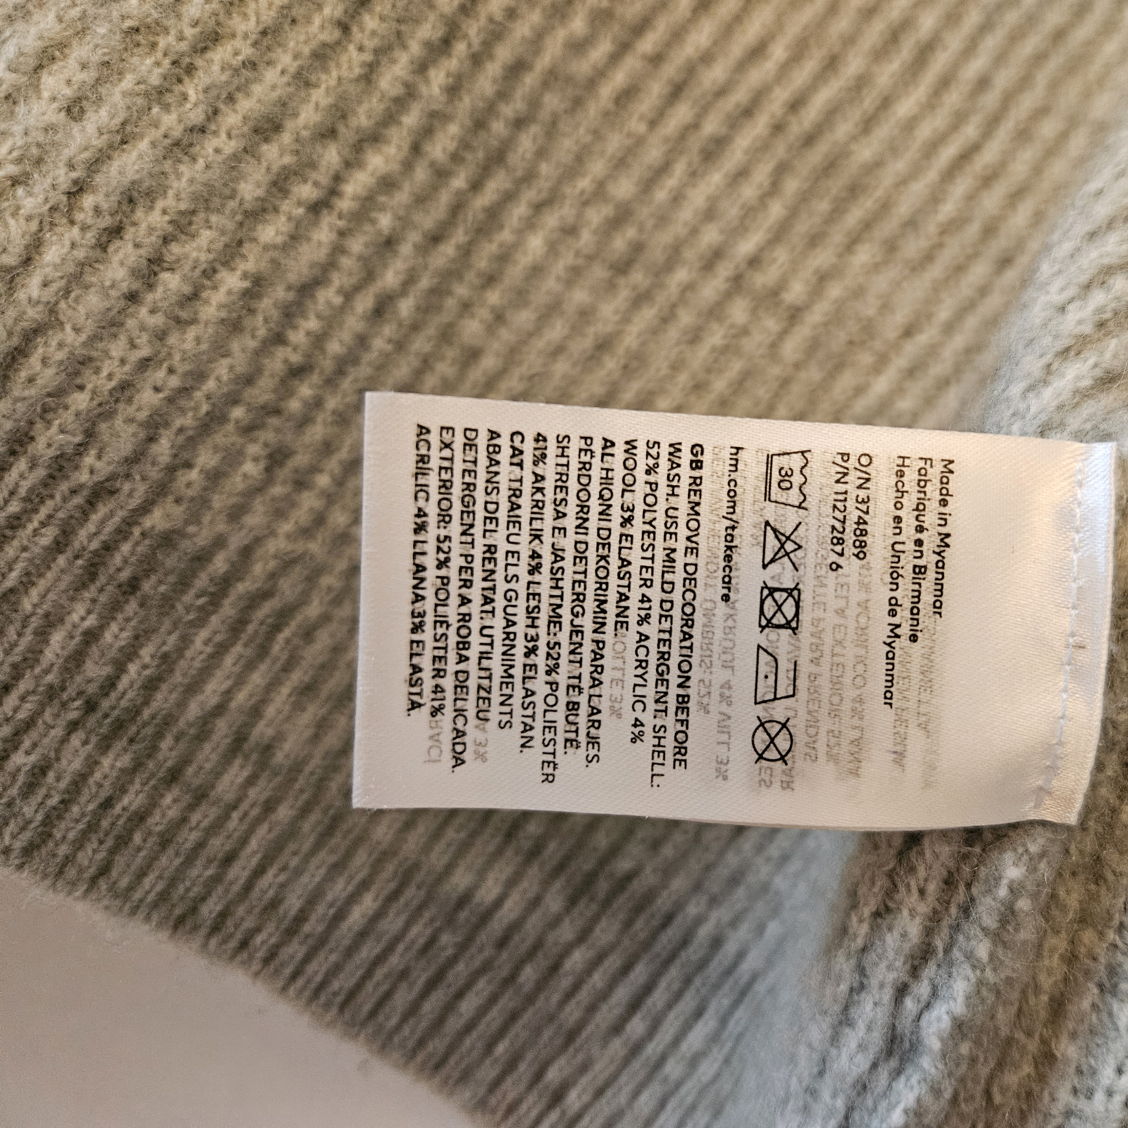 Made in Myanmar
Fabriqué en Birmanie
Hecho en Unión de Myanmar
O/N 374889
P/N 1127287 6
30
hm.com/takecare
GB REMOVE DECORATION BEFORE
WASH. USE MILD DETERGENT. SHELL:
52% POLYESTER 41% ACRYLIC 4%
WOOL 3% ELASTANE.
AL HIQNI DEKORIMIN PARA LARJES.
PËRDORNI DETERGJENT TË BUTË.
SHTRESA E JASHTME: 52% POLIESTËR
41% AKRILIK 4% LESH 3% ELASTAN.
CAT TRAIEU ELS GUARNIMENTS
ABANS DEL RENTAT. UTILITZEU
DETERGENT PER A ROBA DELICADA.
EXTERIOR: 52% POLIÈSTER 41%
ACRÍLIC 4% LLANA 3% ELASTÀ.